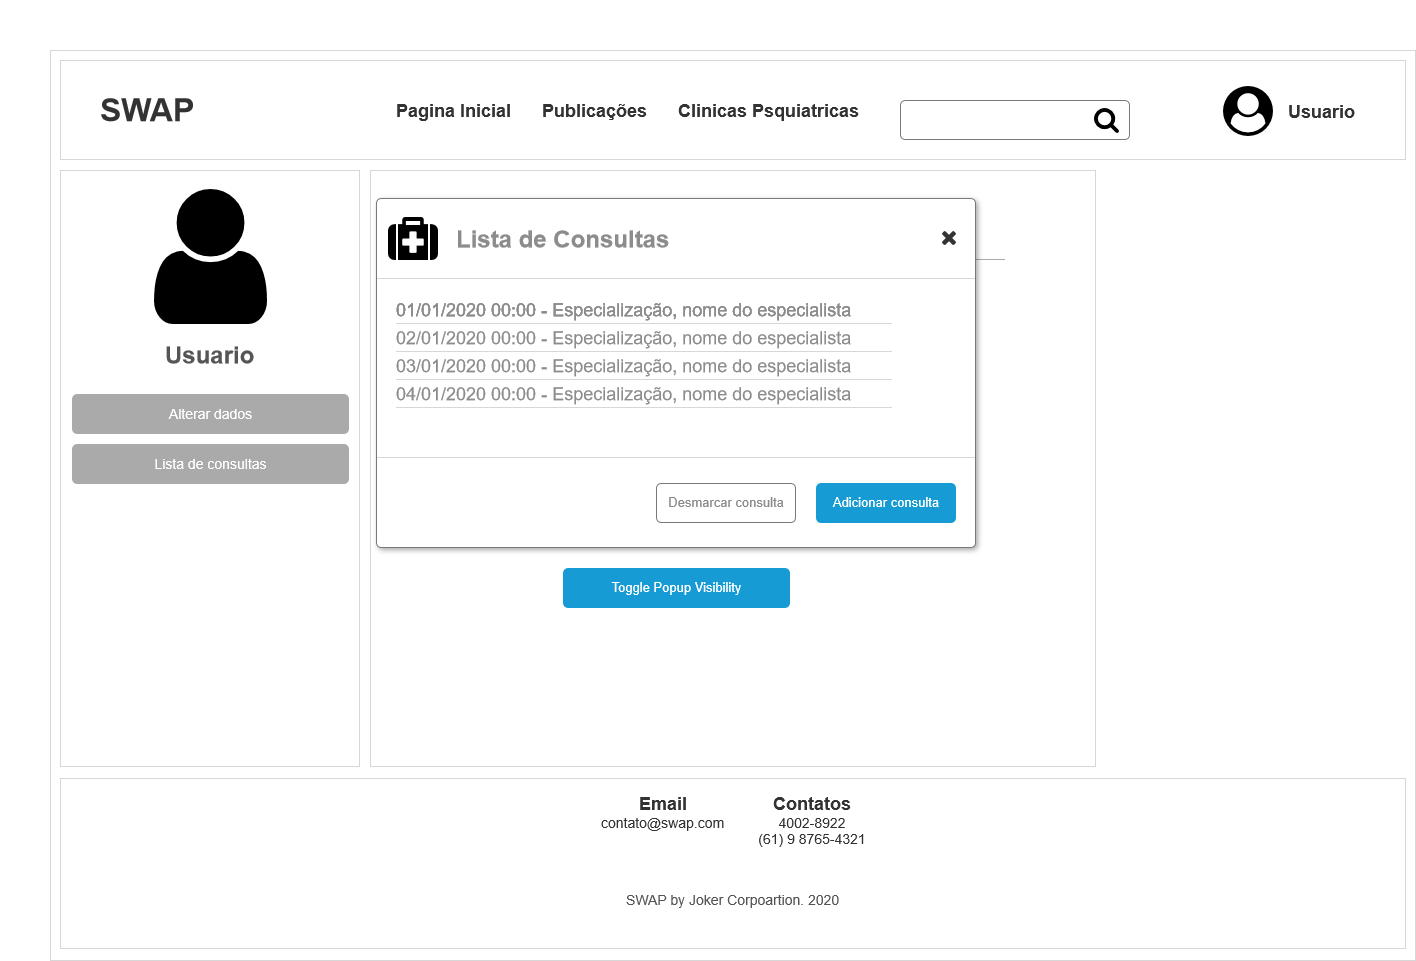 SWAP
Pagina Inicial
Publicações
Clinicas Psquiatricas
Usuario
Usuario
Alterar dados
Lista de consultas
Lista de Consultas
01/01/2020 00:00 - Especialização, nome do especialista
02/01/2020 00:00 - Especialização, nome do especialista
03/01/2020 00:00 - Especialização, nome do especialista
04/01/2020 00:00 - Especialização, nome do especialista
Desmarcar consulta
Adicionar consulta
Toggle Popup Visibility
Email
contato@swap.com
Contatos
4002-8922
(61) 9 8765-4321
SWAP by Joker Corpoartion. 2020